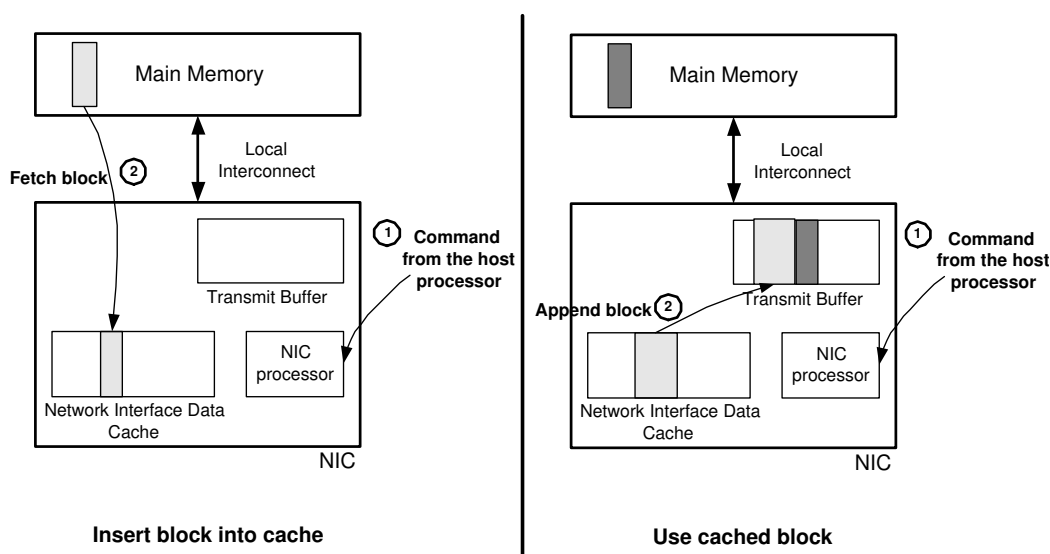 Main Memory
Local
Interconnect
Fetch block 2
1 Command
from the host
processor
Transmit Buffer
NIC
processor
Network Interface Data
Cache
NIC
Insert block into cache
Main Memory
Local
Interconnect
1 Command
from the host
processor
Transmit Buffer
Append block 2
NIC
processor
Network Interface Data
Cache
NIC
Use cached block